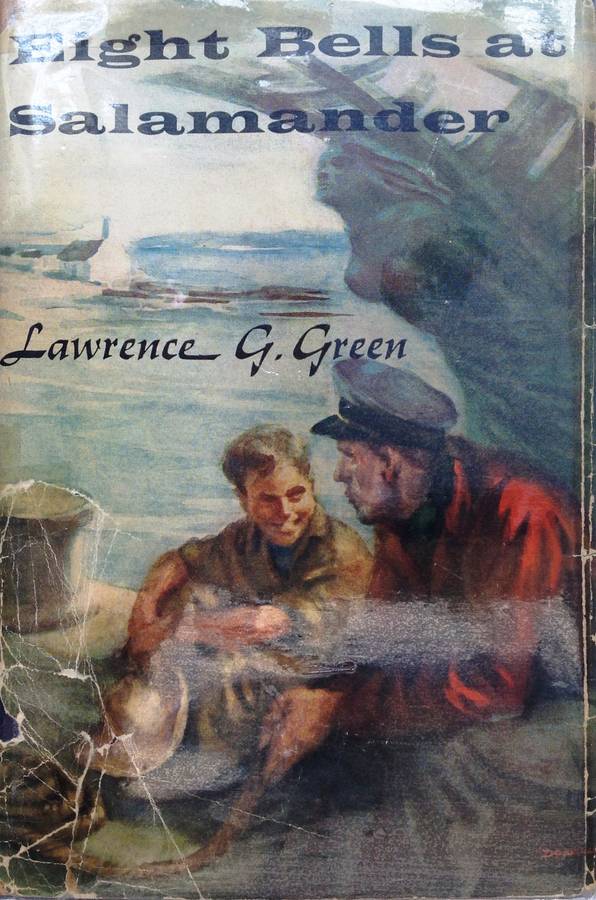 Eight Bells at
Salamander
Lawrence G. Green